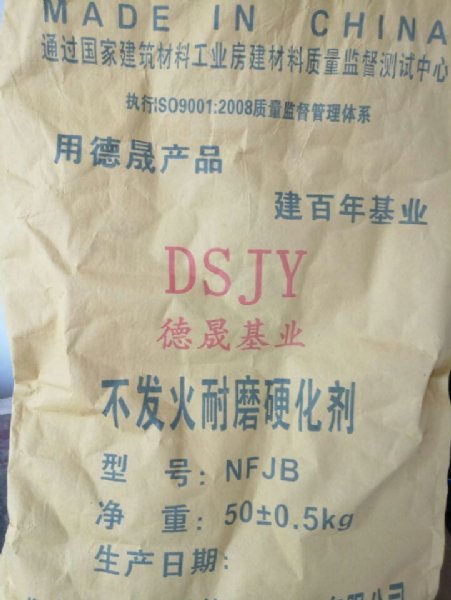 MADE IN CHINA
通过国家建筑材料工业房建材料质量监督测试中心
执行ISO9001:2008质量监督管理体系
用德晟产品
建百年基业
DSJY
德晟基业
不发火耐磨硬化剂
型号：NFJB
净重：50±0.5kg
生产日期：
有限公司